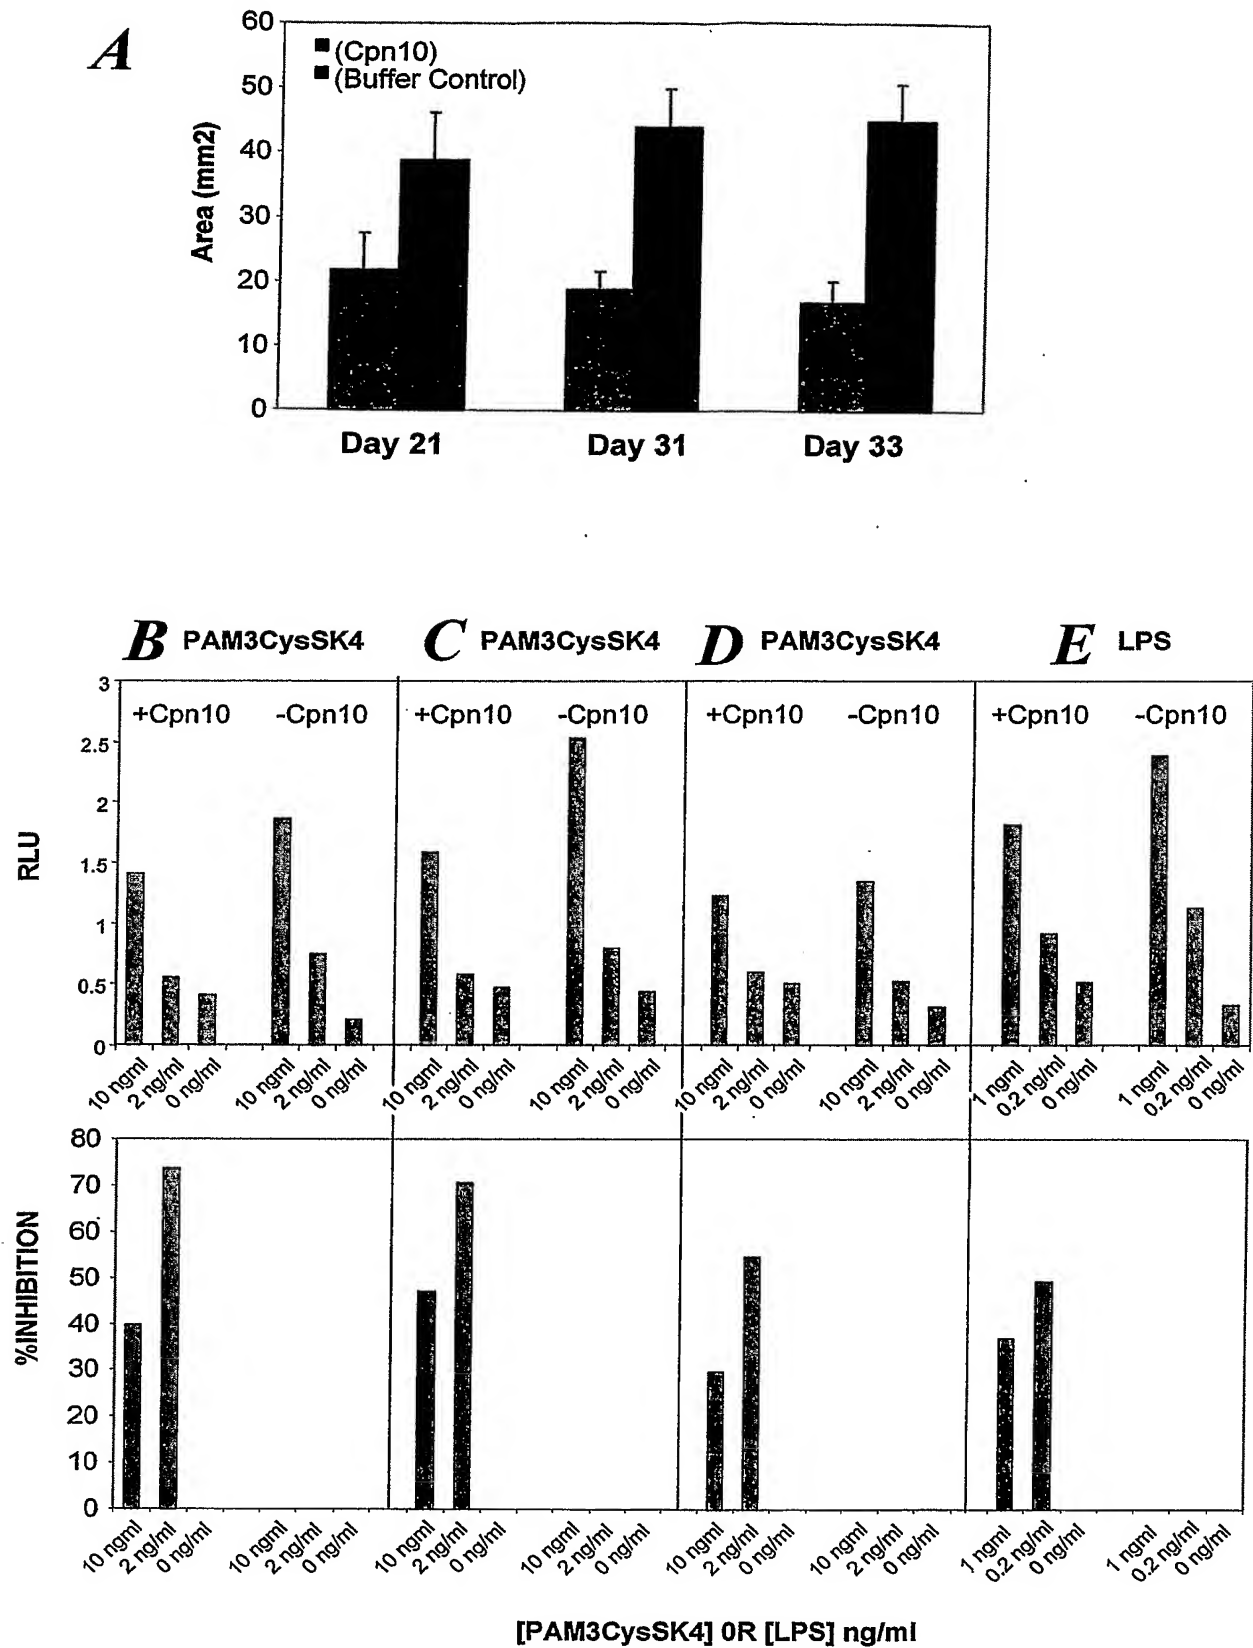 A
60
50
40
30
20
10
0
Area (mm2)
(Cpn10)
(Buffer Control)
Day 21 Day 31 Day 33
B PAM3CysSK4 C PAM3CysSK4 D PAM3CysSK4 E LPS
3
2.5
2
1.5
1
0.5
0
RLU
+Cpn10 -Cpn10 +Cpn10 -Cpn10 +Cpn10 -Cpn10 +Cpn10 -Cpn10
10 ngml 2 ng/ml 0 ng/ml 10 ngml 2 ng/ml 0 ng/ml 10 ngml 2 ng/ml 0 ng/ml 10 ngml 2 ng/ml 0 ng/ml 10 ngml 2 ng/ml 0 ng/ml 10 ngml 2 ng/ml 0 ng/ml 1 ngml 0.2 ng/ml 0 ng/ml 1 ngml 0.2 ng/ml 0 ng/ml
80
70
60
50
40
30
20
10
0
%INHIBITION
10 ngml 2 ng/ml 0 ng/ml 10 ngml 2 ng/ml 0 ng/ml 10 ngml 2 ng/ml 0 ng/ml 10 ngml 2 ng/ml 0 ng/ml 10 ngml 2 ng/ml 0 ng/ml 10 ngml 2 ng/ml 0 ng/ml 1 ngml 0.2 ng/ml 0 ng/ml 1 ngml 0.2 ng/ml 0 ng/ml
[PAM3CysSK4] 0R [LPS] ng/ml